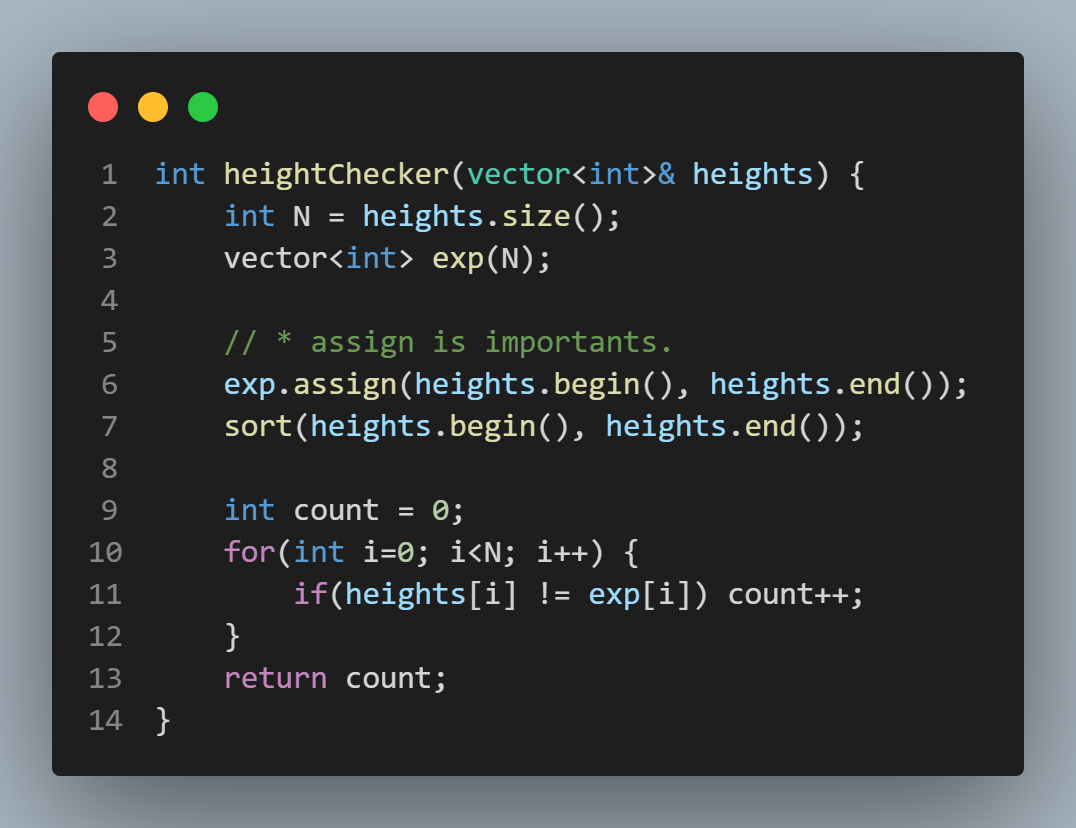 1 int heightChecker(vector<int>& heights) {
2     int N = heights.size();
3     vector<int> exp(N);
4
5     // * assign is importants.
6     exp.assign(heights.begin(), heights.end());
7     sort(heights.begin(), heights.end());
8
9     int count = 0;
10     for(int i=0; i<N; i++) {
11         if(heights[i] != exp[i]) count++;
12     }
13     return count;
14 }